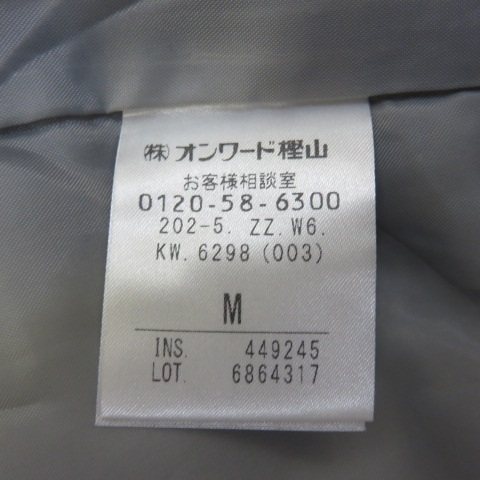 ㈱オンワード樫山
お客様相談室
0120-58-6300
202-5. ZZ.W6.
KW.6298(003)
M
INS. 449245
LOT. 6864317